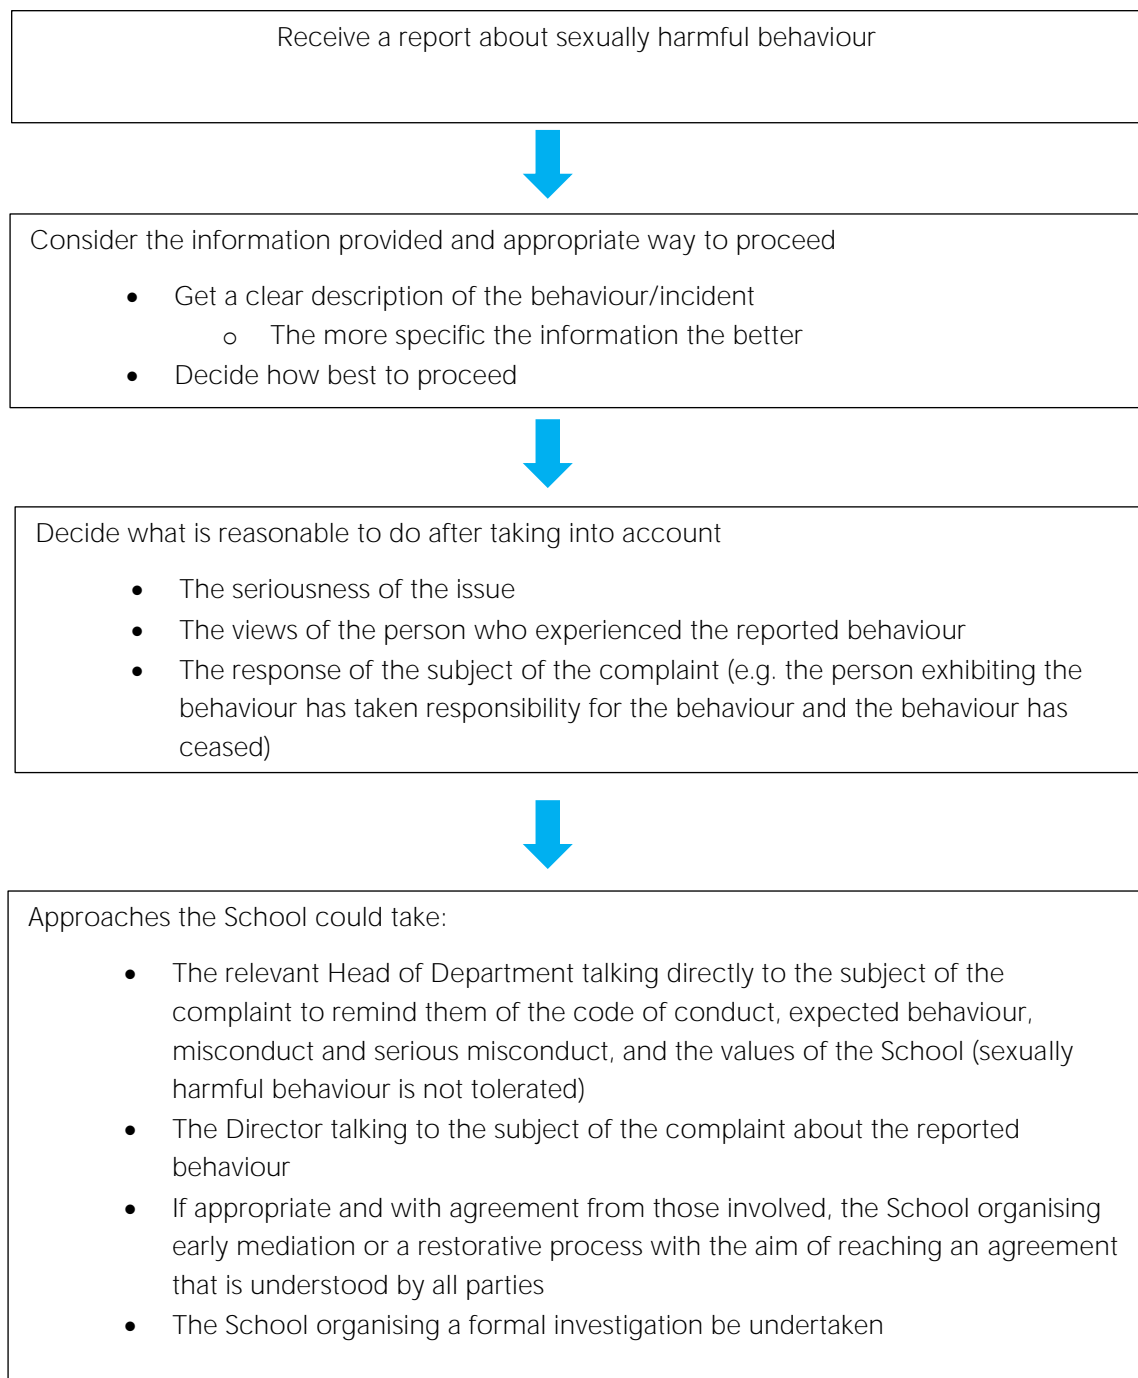 Receive a report about sexually harmful behaviour
Consider the information provided and appropriate way to proceed
• Get a clear description of the behaviour/incident
o The more specific the information the better
• Decide how best to proceed
Decide what is reasonable to do after taking into account
• The seriousness of the issue
• The views of the person who experienced the reported behaviour
• The response of the subject of the complaint (e.g. the person exhibiting the
behaviour has taken responsibility for the behaviour and the behaviour has
ceased)
Approaches the School could take:
• The relevant Head of Department talking directly to the subject of the
complaint to remind them of the code of conduct, expected behaviour,
misconduct and serious misconduct, and the values of the School (sexually
harmful behaviour is not tolerated)
• The Director talking to the subject of the complaint about the reported
behaviour
• If appropriate and with agreement from those involved, the School organising
early mediation or a restorative process with the aim of reaching an agreement
that is understood by all parties
• The School organising a formal investigation be undertaken